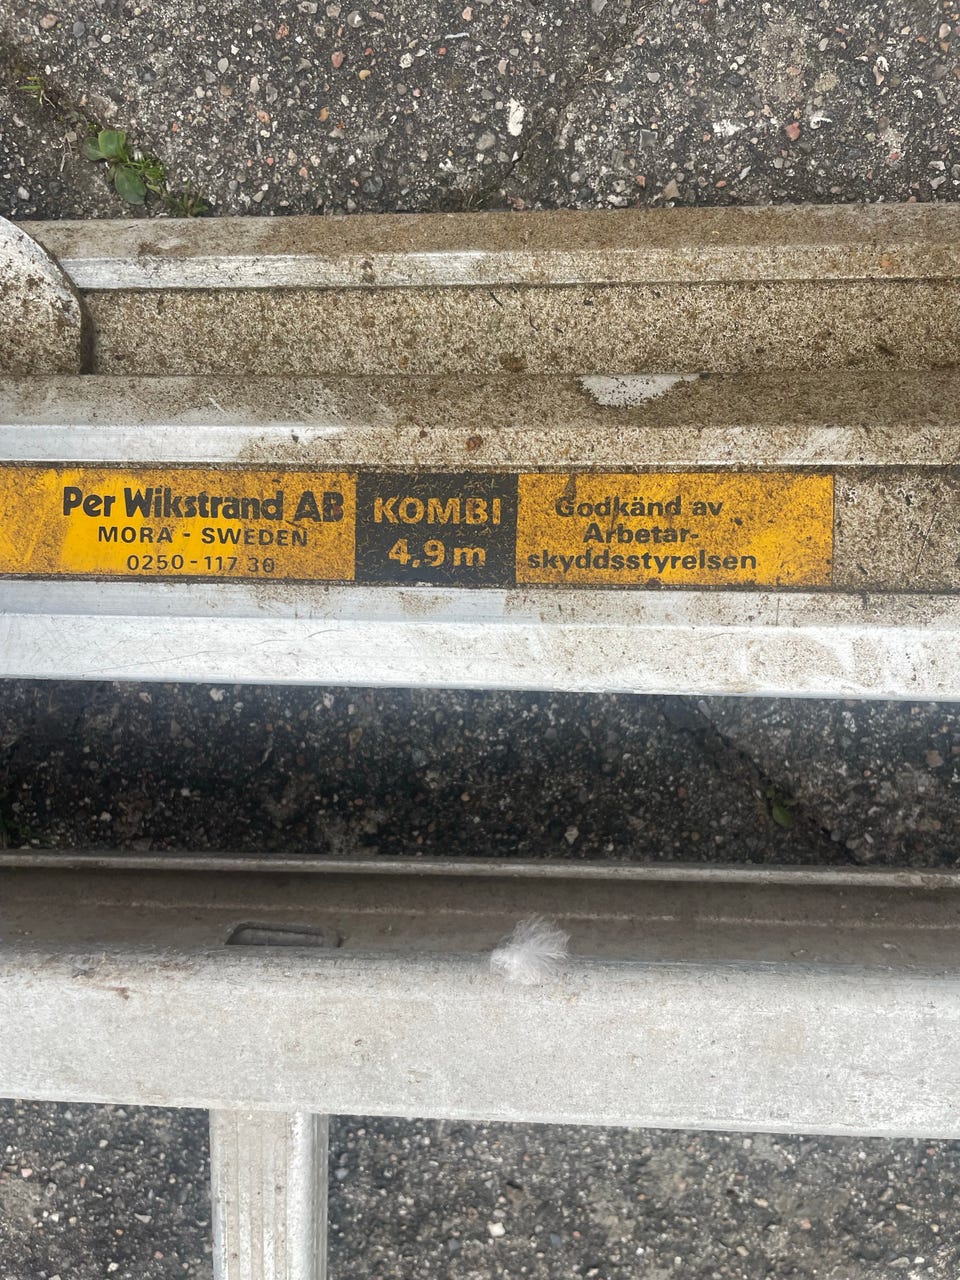 Per Wikstrand AB
MORA - SWEDEN
0250-117 30
KOMBI
4,9 m
Godkänd av
Arbetar-
skyddsstyrelsen